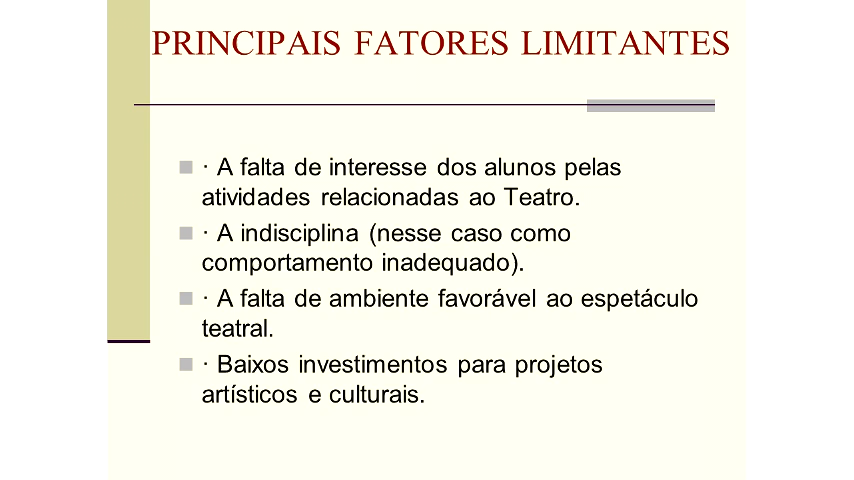 PRINCIPAIS FATORES LIMITANTES
· A falta de interesse dos alunos pelas
atividades relacionadas ao Teatro.
· A indisciplina (nesse caso como
comportamento inadequado).
· A falta de ambiente favorável ao espetáculo
teatral.
· Baixos investimentos para projetos
artísticos e culturais.